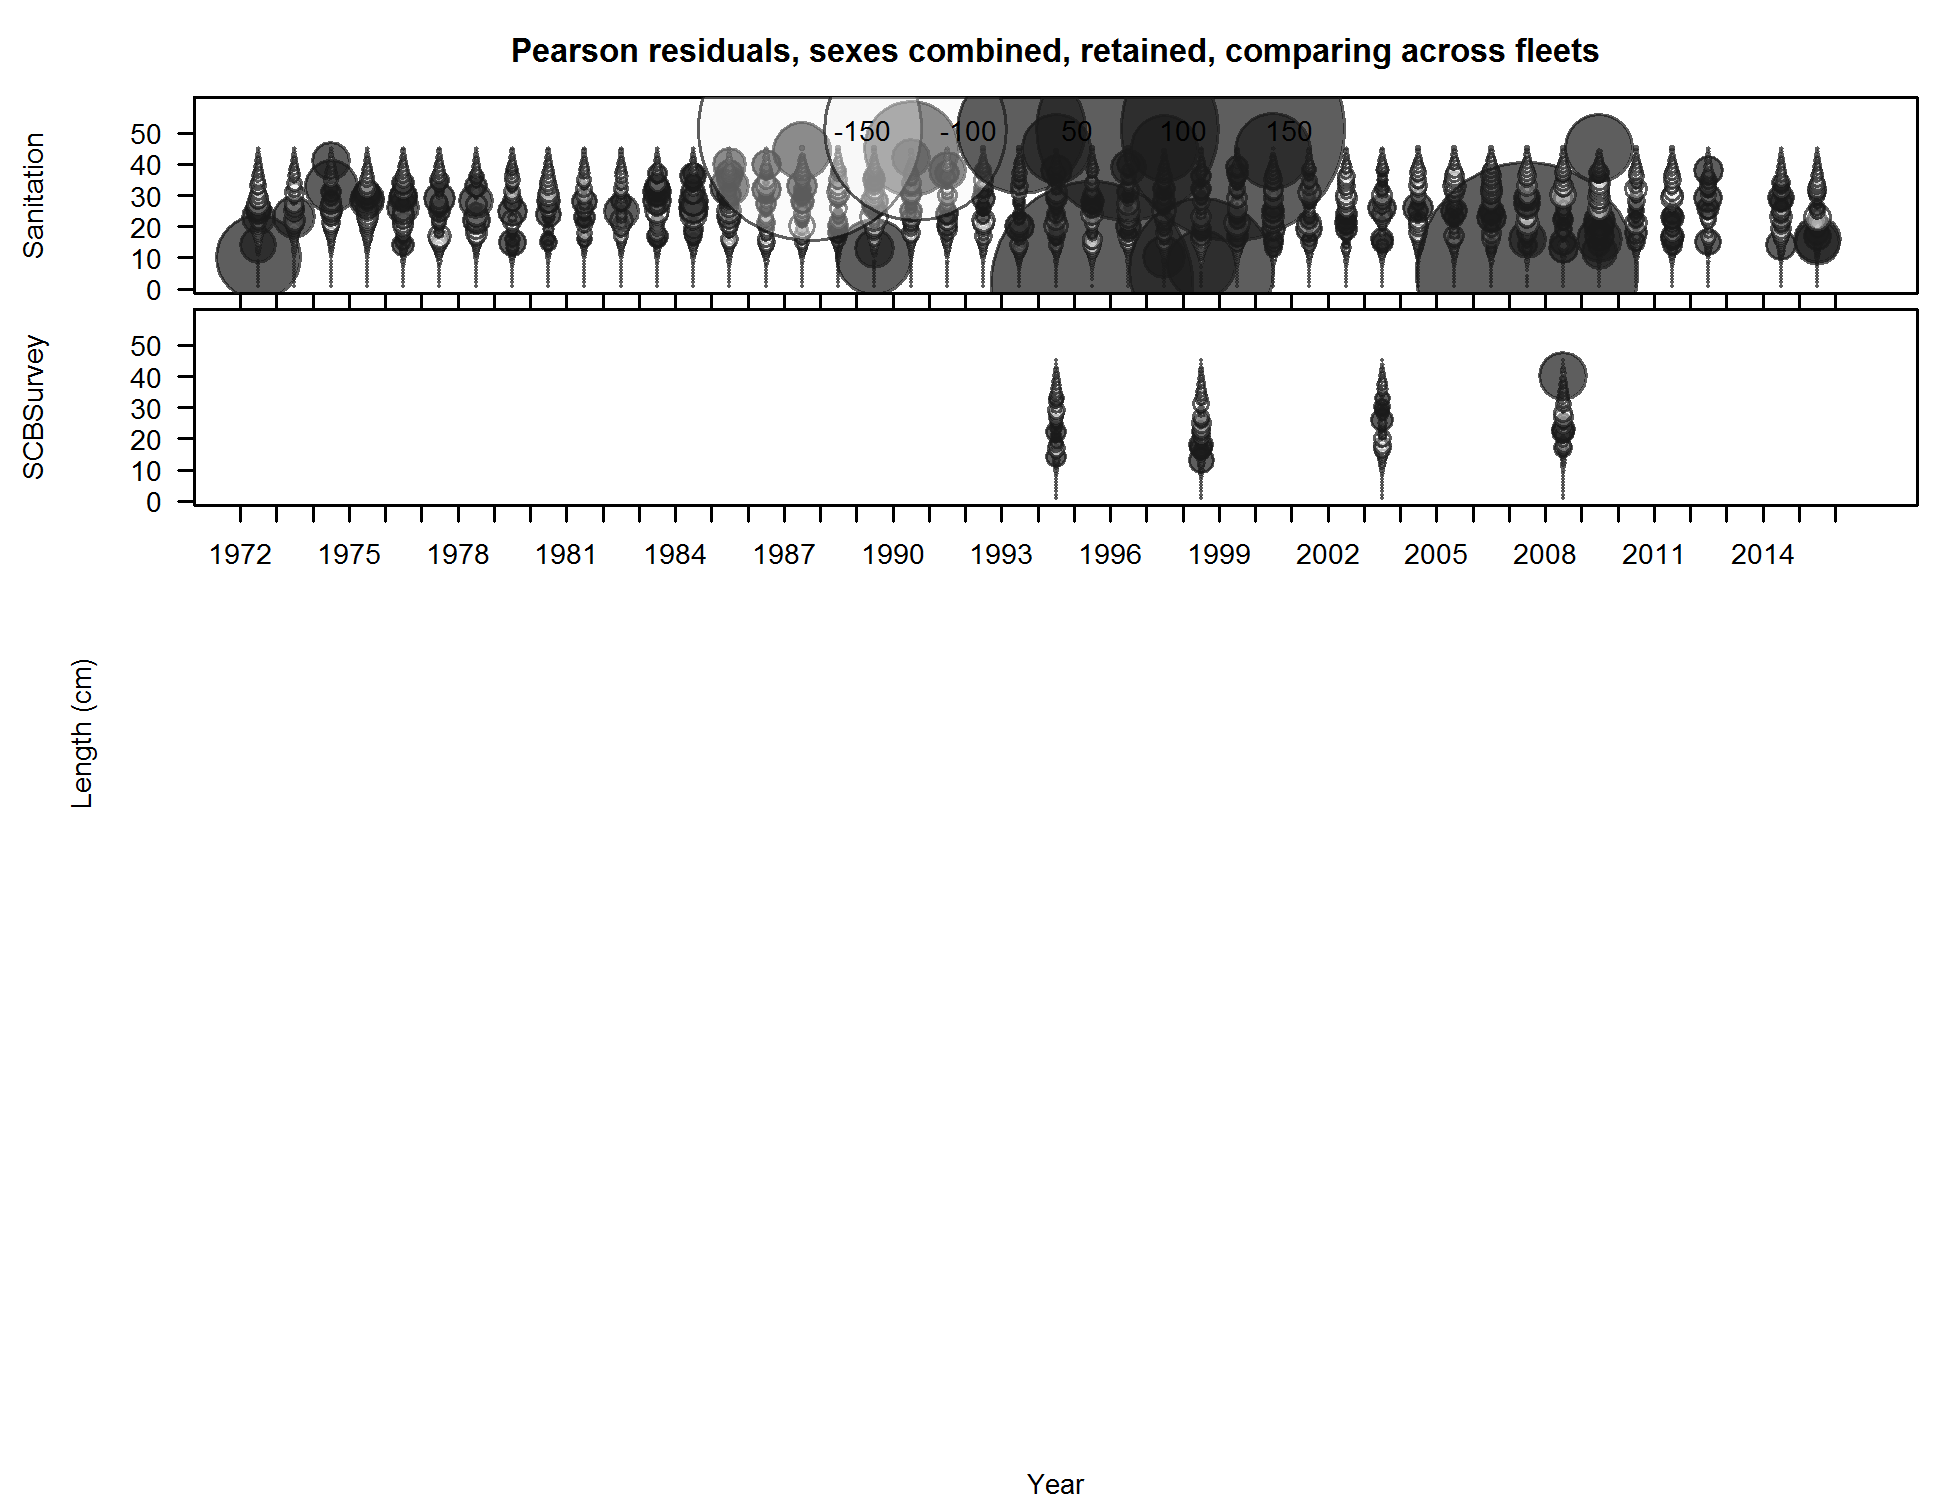 Pearson residuals, sexes combined, retained, comparing across fleets
Sanitation
50
40
30
20
10
0
-150 -100 50 100 150
SCBSurvey
50
40
30
20
10
0
1972 1975 1978 1981 1984 1987 1990 1993 1996 1999 2002 2005 2008 2011 2014
Length (cm)
Year